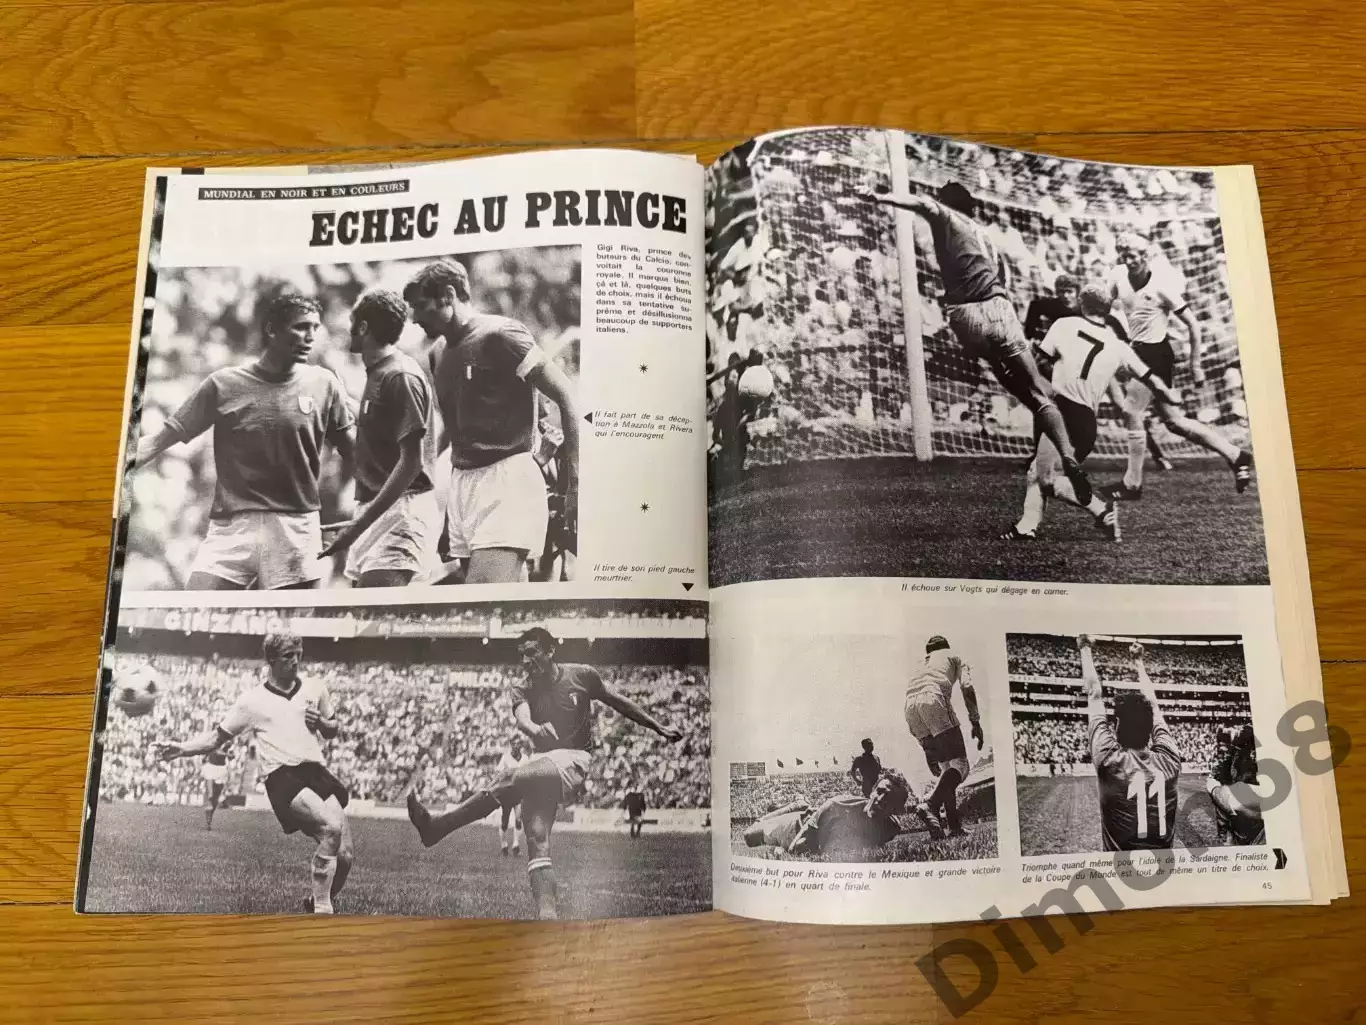 MUNDIAL EN NOIR ET EN COULEURS
ECHEC AU PRINCE
Gigi Riva, prince des
buteurs du Calcio, con-
voitait la couronne
royale. Il marqua bien,
çà et là, quelques buts
de choix, mais il échoua
dans sa tentative su-
prême et désillusionna
beaucoup de supporters
italiens.
Il fait part de sa décep-
tion à Mazzola et Rivera
qui l'encouragent.
Il tire de son pied gauche
meurtrier.
CINZANO
PHILCO
7
Il échoue sur Vogts qui dégage en corner.
11
Deuxième but pour Riva contre le Mexique et grande victoire
italienne (4-1) en quart de finale.
Triomphe quand même pour l'idole de la Sardaigne. Finaliste
de la Coupe du Monde est tout de même un titre de choix.
45
Dimon68